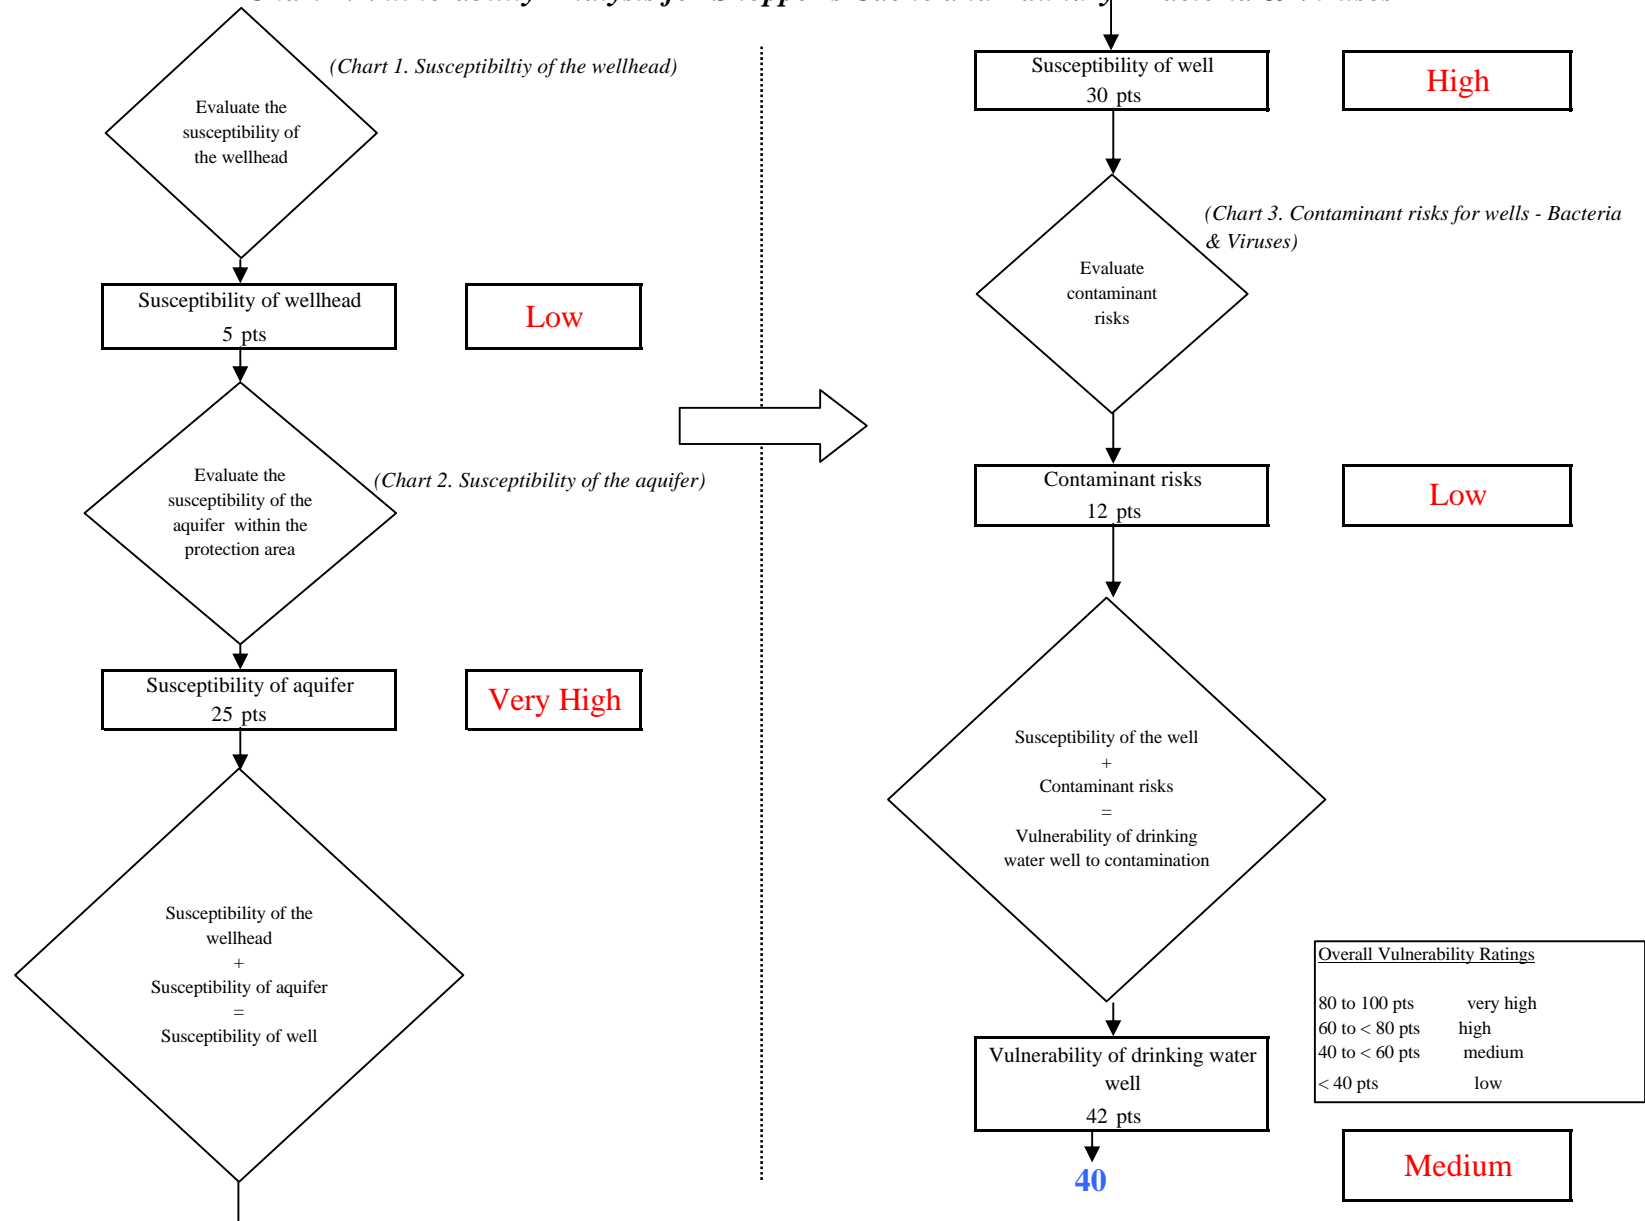 (Chart 1. Susceptibiltiy of the wellhead)
Evaluate the
susceptibility of
the wellhead
Susceptibility of wellhead
5 pts
Low
Evaluate the
susceptibility of the
aquifer within the
protection area
(Chart 2. Susceptibility of the aquifer)
Susceptibility of aquifer
25 pts
Very High
Susceptibility of the
wellhead
+
Susceptibility of aquifer
=
Susceptibility of well
Susceptibility of well
30 pts
High
(Chart 3. Contaminant risks for wells - Bacteria
& Viruses)
Evaluate
contaminant
risks
Contaminant risks
12 pts
Low
Susceptibility of the well
+
Contaminant risks
=
Vulnerability of drinking
water well to contamination
Overall Vulnerability Ratings
80 to 100 pts very high
60 to < 80 pts high
40 to < 60 pts medium
< 40 pts low
Vulnerability of drinking water
well
42 pts
40
Medium